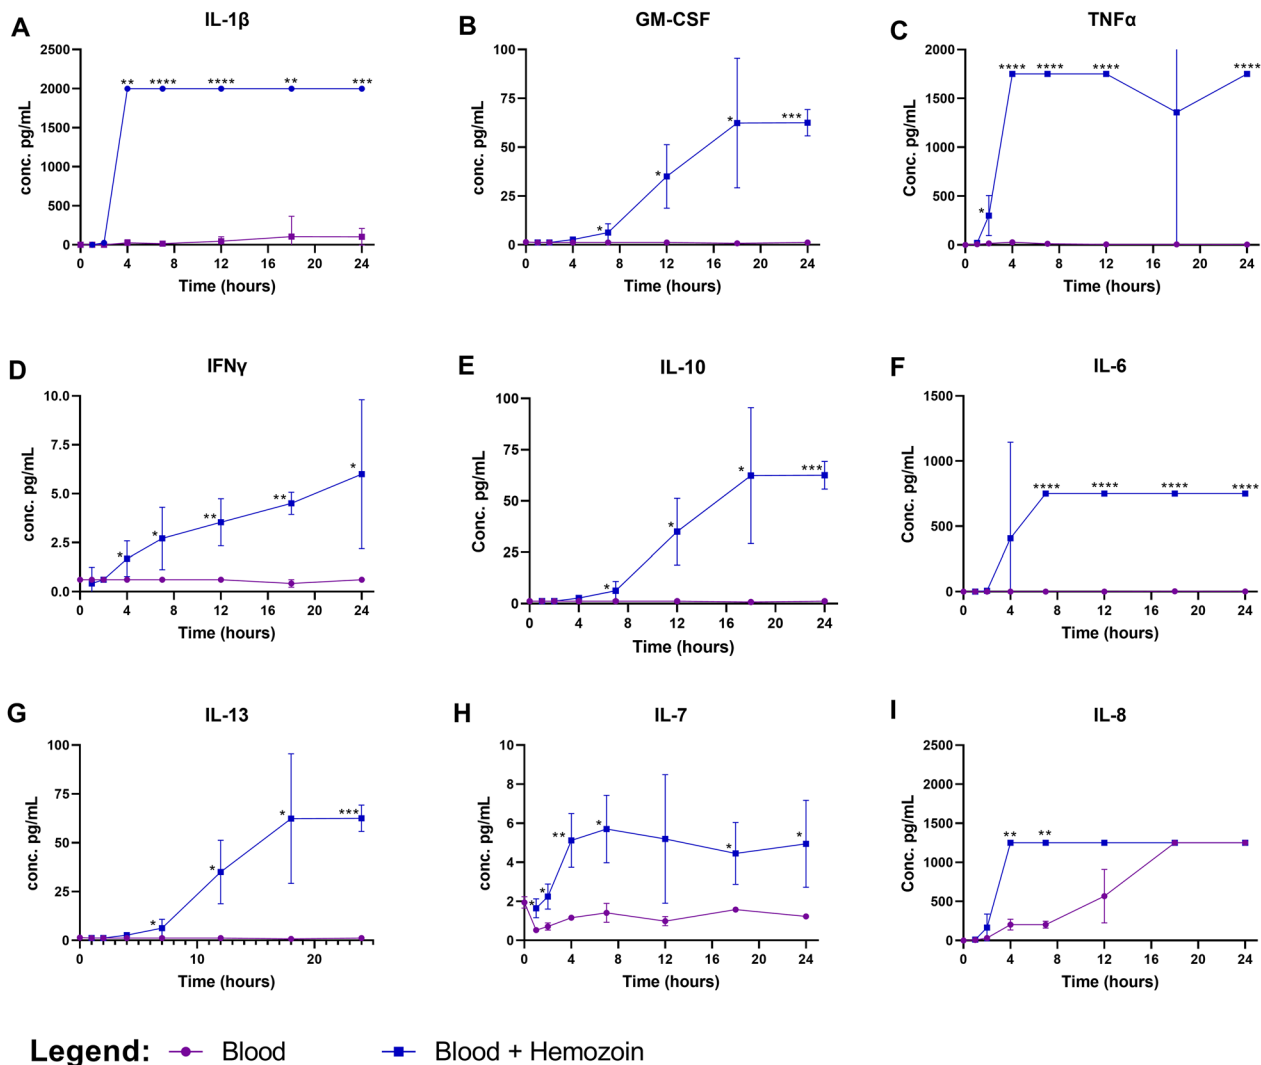 A IL-1β
2500
2000
1500
1000
500
0
conc. pg/mL
** **** **** ** ***
0 4 8 12 16 20 24
Time (hours)
B GM-CSF
100
75
50
25
0
conc. pg/mL
* * * ***
0 4 8 12 16 20 24
Time (hours)
C TNFα
2000
1500
1000
500
0
Conc. pg/mL
* **** **** **** ****
0 4 8 12 16 20 24
Time (hours)
D IFNγ
10.0
7.5
5.0
2.5
0.0
conc. pg/mL
* * ** ** *
0 4 8 12 16 20 24
Time (hours)
E IL-10
100
75
50
25
0
Conc. pg/mL
* * * ***
0 4 8 12 16 20 24
Time (hours)
F IL-6
1500
1000
500
0
Conc. pg/mL
**** **** **** ****
0 4 8 12 16 20 24
Time (hours)
G IL-13
100
75
50
25
0
conc. pg/mL
* * * ***
0 10 20
Time (hours)
H IL-7
10
8
6
4
2
0
conc. pg/mL
* * ** * * *
0 4 8 12 16 20 24
Time (hours)
I IL-8
2500
2000
1500
1000
500
0
Conc. pg/mL
** **
0 4 8 12 16 20 24
Time (hours)
Legend: Blood Blood + Hemozoin